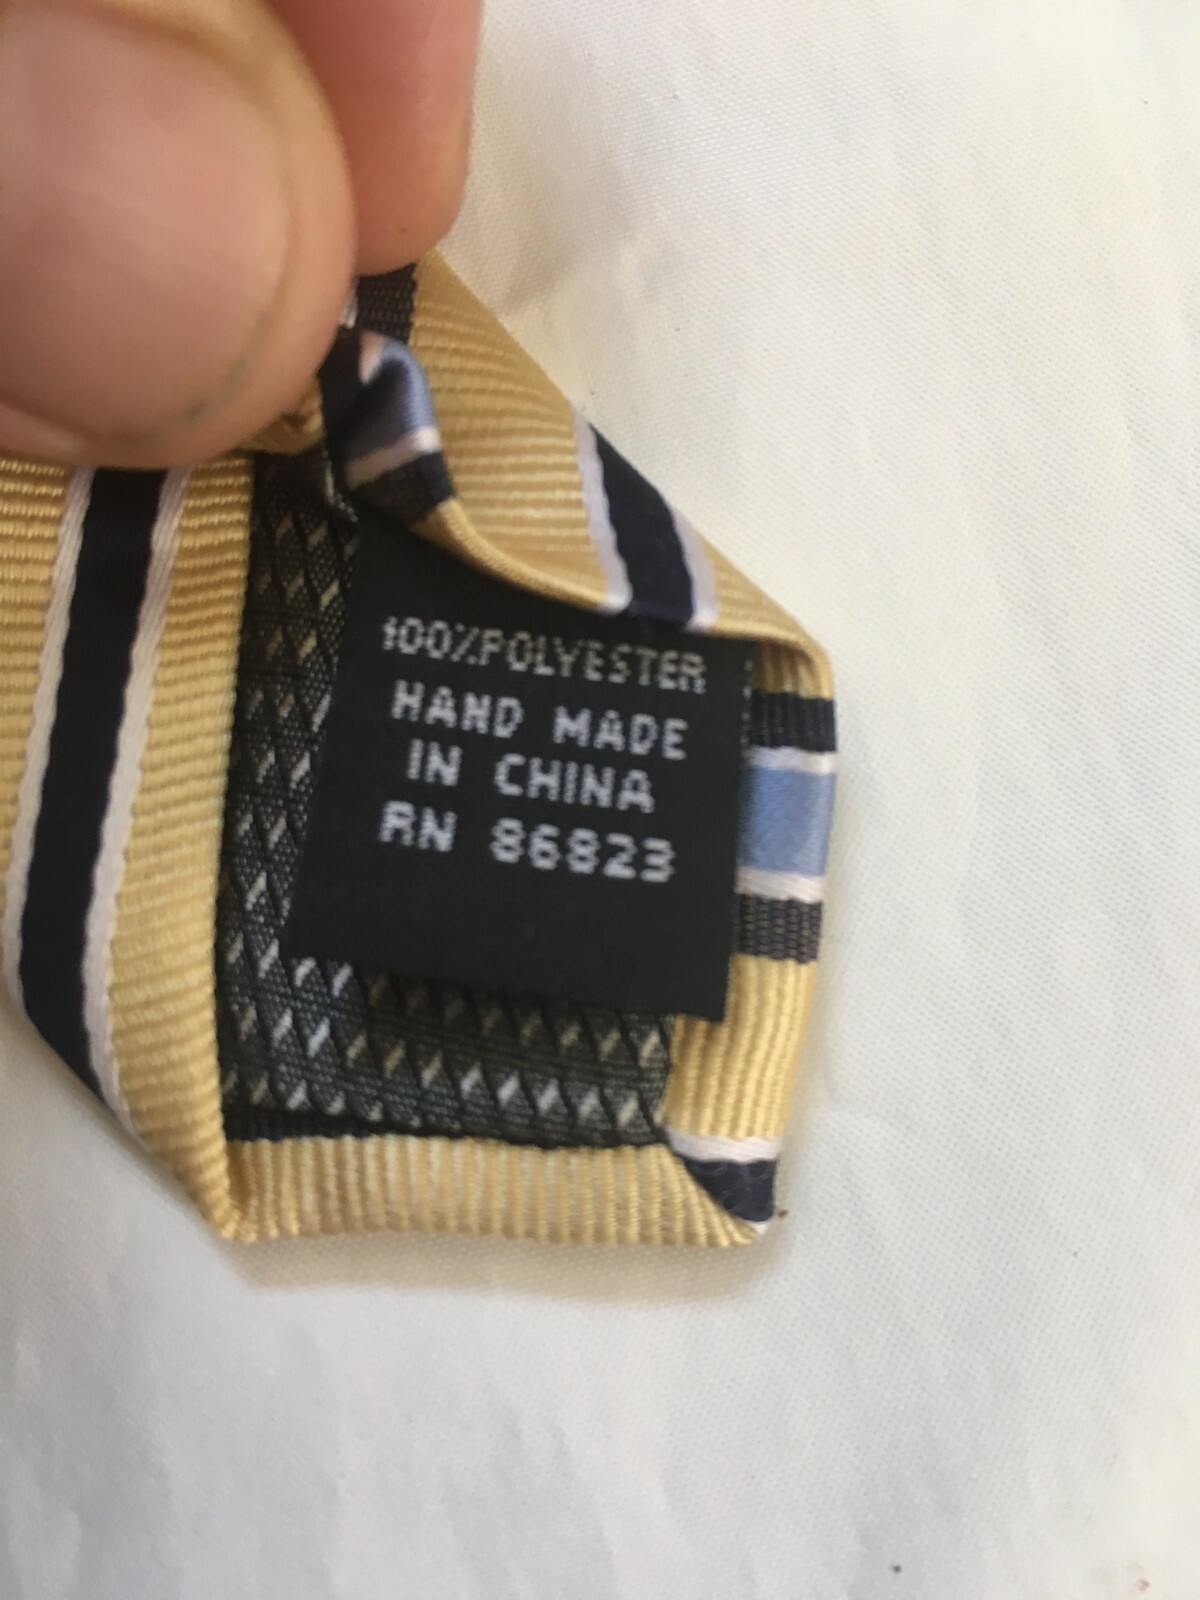 100%POLYESTER
HAND MADE
IN CHINA
RN 86823